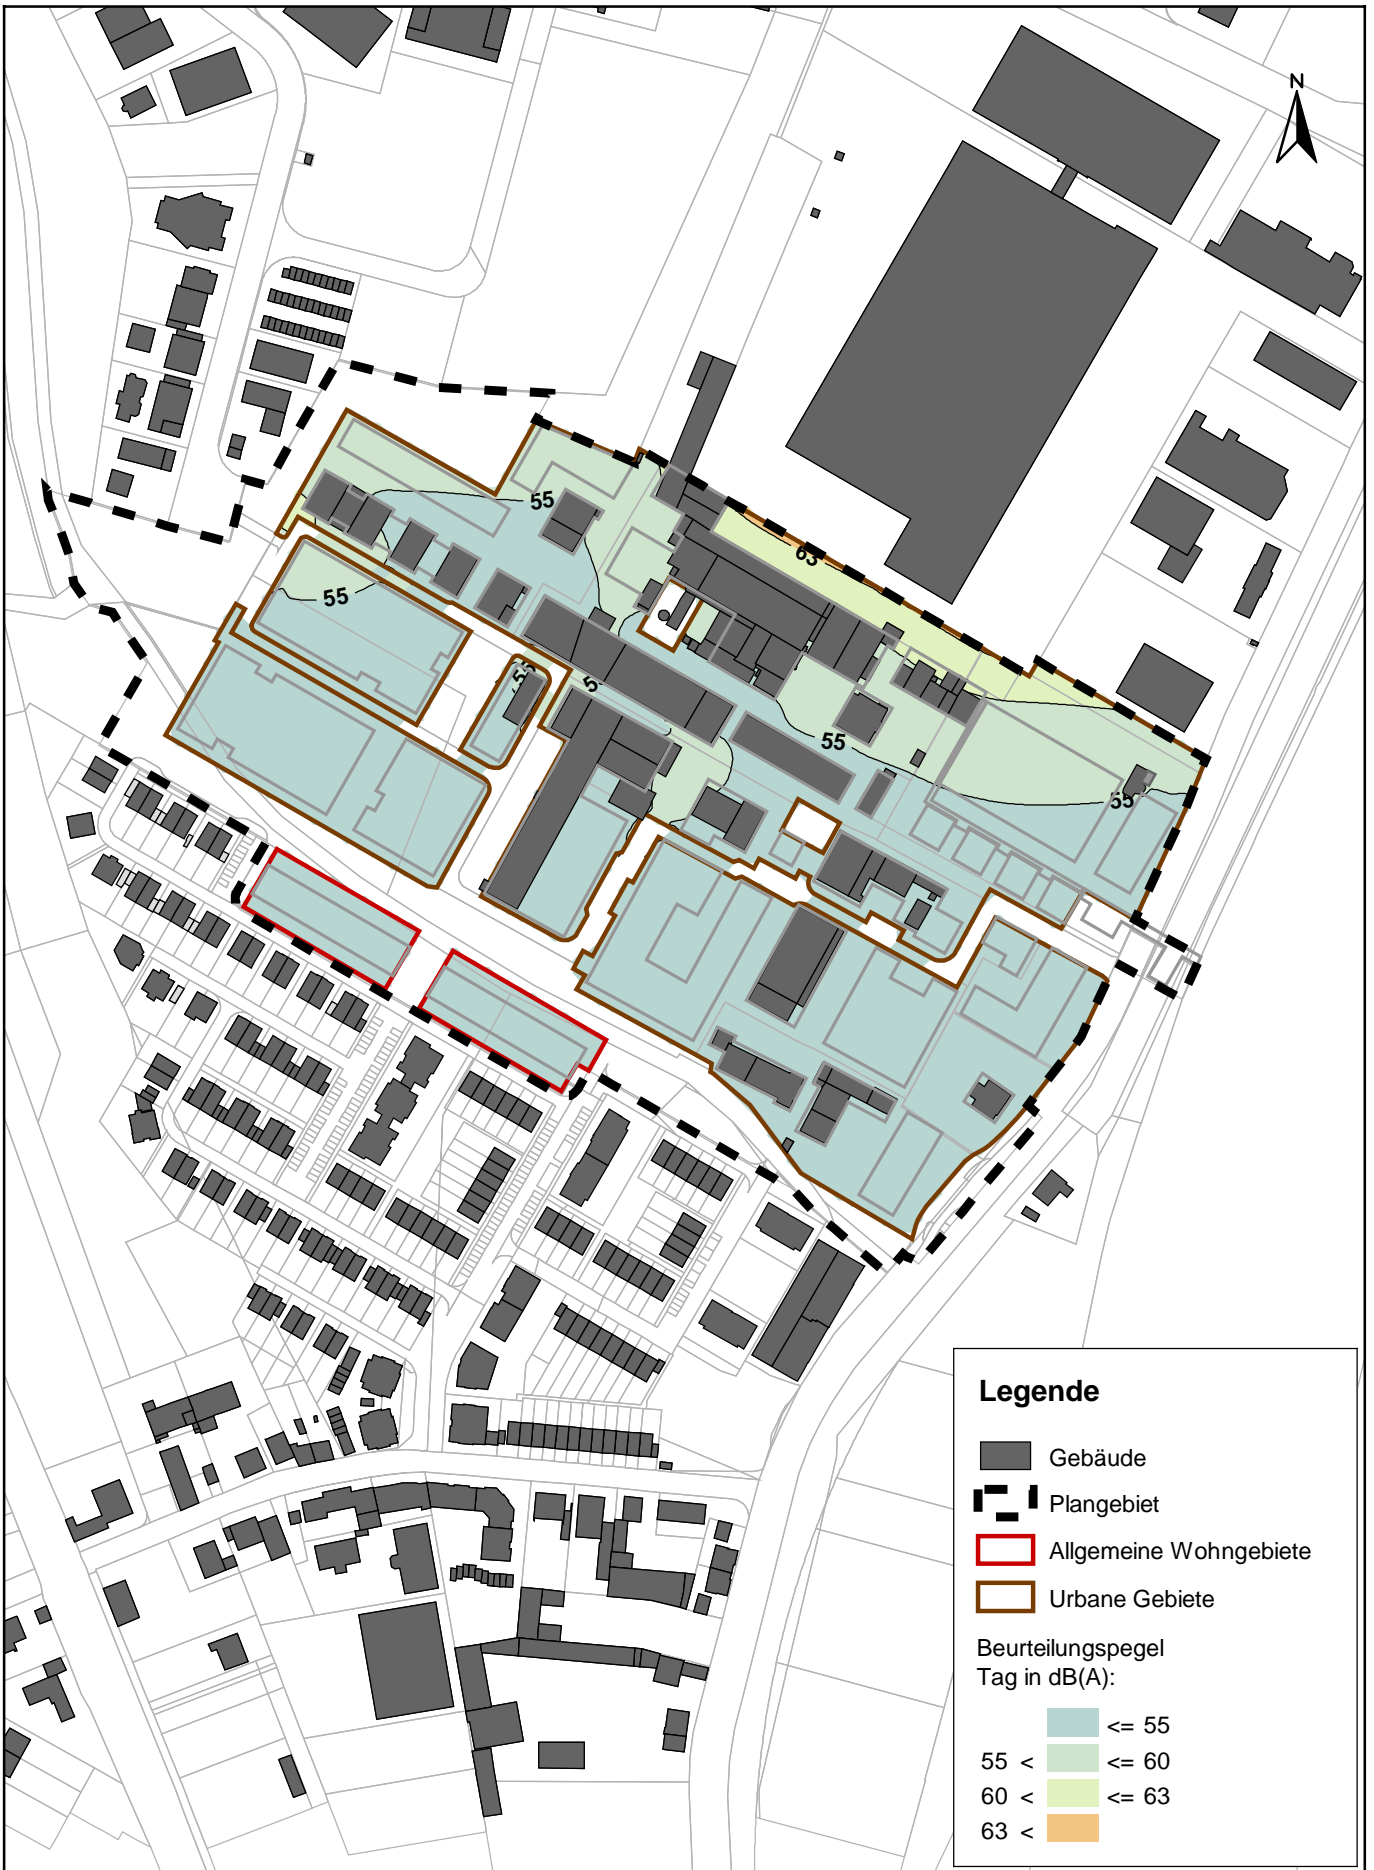 N
55
63
55
55
5
55
55
Legende
Gebäude
Plangebiet
Allgemeine Wohngebiete
Urbane Gebiete
Beurteilungspegel
Tag in dB(A):
<= 55
55 < <= 60
60 < <= 63
63 <